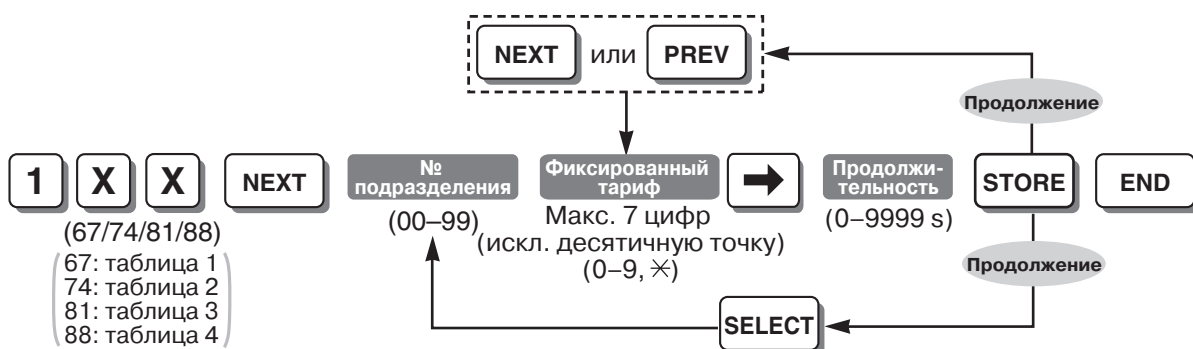 NEXT или PREV
Продолжение
1 X X NEXT № подразделения Фиксированный тариф ➡ Продолжи-тельность STORE END
(67/74/81/88)
(00–99)
Макс. 7 цифр
(искл. десятичную точку)
(0–9, ✳)
(0–9999 s)
67: таблица 1
74: таблица 2
81: таблица 3
88: таблица 4
Продолжение
SELECT